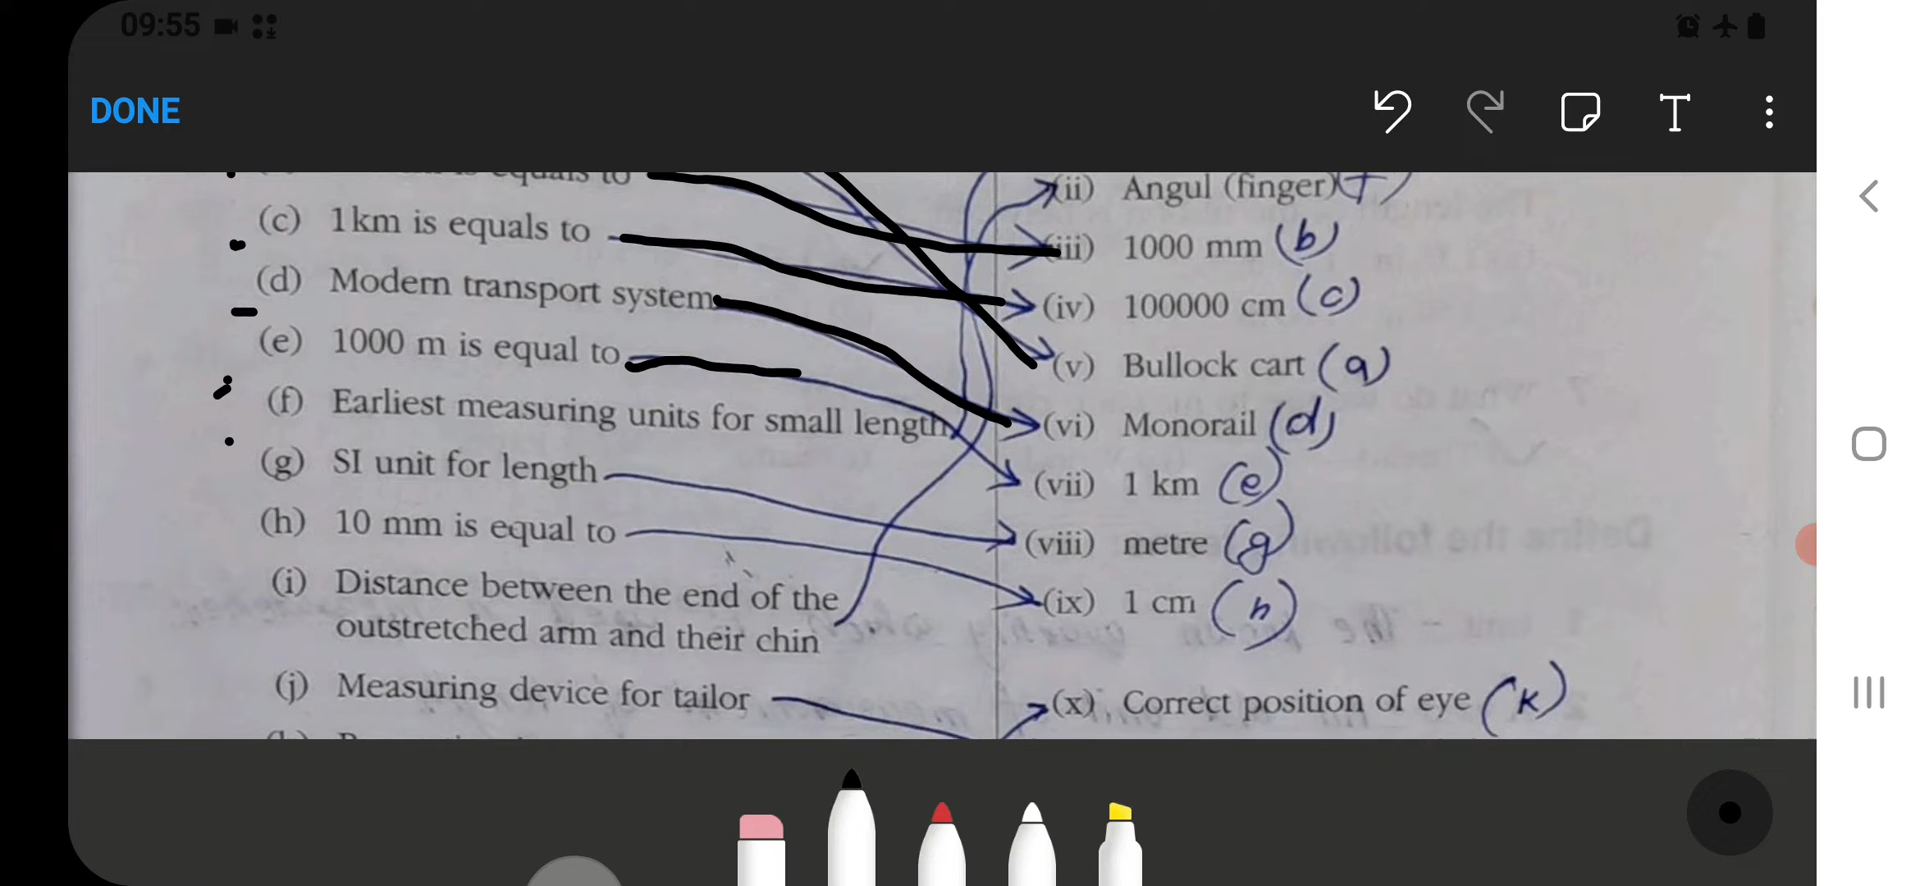 09:55
DONE
is equals to
(ii) Angul (finger) (f)
(c) 1km is equals to
(iii) 1000 mm (b)
(d) Modern transport system
(iv) 100000 cm (c)
(e) 1000 m is equal to
(v) Bullock cart (a)
(f) Earliest measuring units for small length
(vi) Monorail (d)
(g) SI unit for length
(vii) 1 km (e)
(h) 10 mm is equal to
(viii) metre (g)
(i) Distance between the end of the
outstretched arm and their chin
(ix) 1 cm (h)
(j) Measuring device for tailor
(x) Correct position of eye (K)